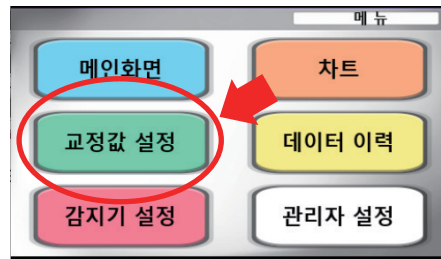 메 뉴
메인화면
차트
교정값 설정
데이터 이력
감지기 설정
관리자 설정